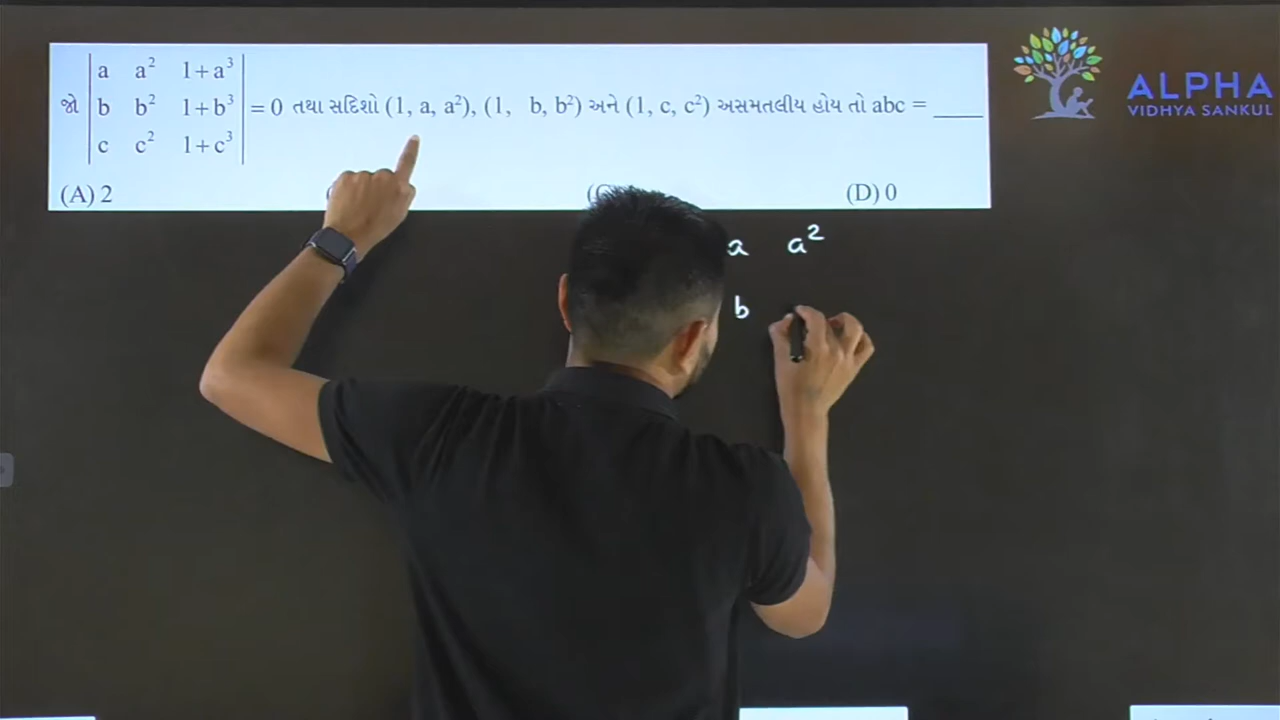 a a² 1+a³
જો b b² 1+b³ = 0 તથા સદિશો (1, a, a²), (1, b, b²) અને (1, c, c²) અસમતલીય હોય તો abc = ____
c c² 1+c³
(A) 2 (D) 0
a a²
b
ALPHA
VIDHYA SANKUL